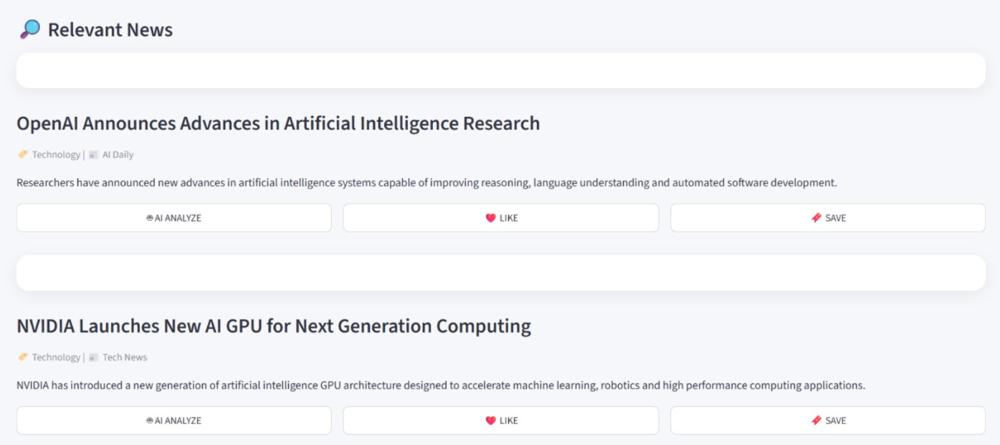 Relevant News
OpenAI Announces Advances in Artificial Intelligence Research
Technology | AI Daily
Researchers have announced new advances in artificial intelligence systems capable of improving reasoning, language understanding and automated software development.
AI ANALYZE
LIKE
SAVE
NVIDIA Launches New AI GPU for Next Generation Computing
Technology | Tech News
NVIDIA has introduced a new generation of artificial intelligence GPU architecture designed to accelerate machine learning, robotics and high performance computing applications.
AI ANALYZE
LIKE
SAVE